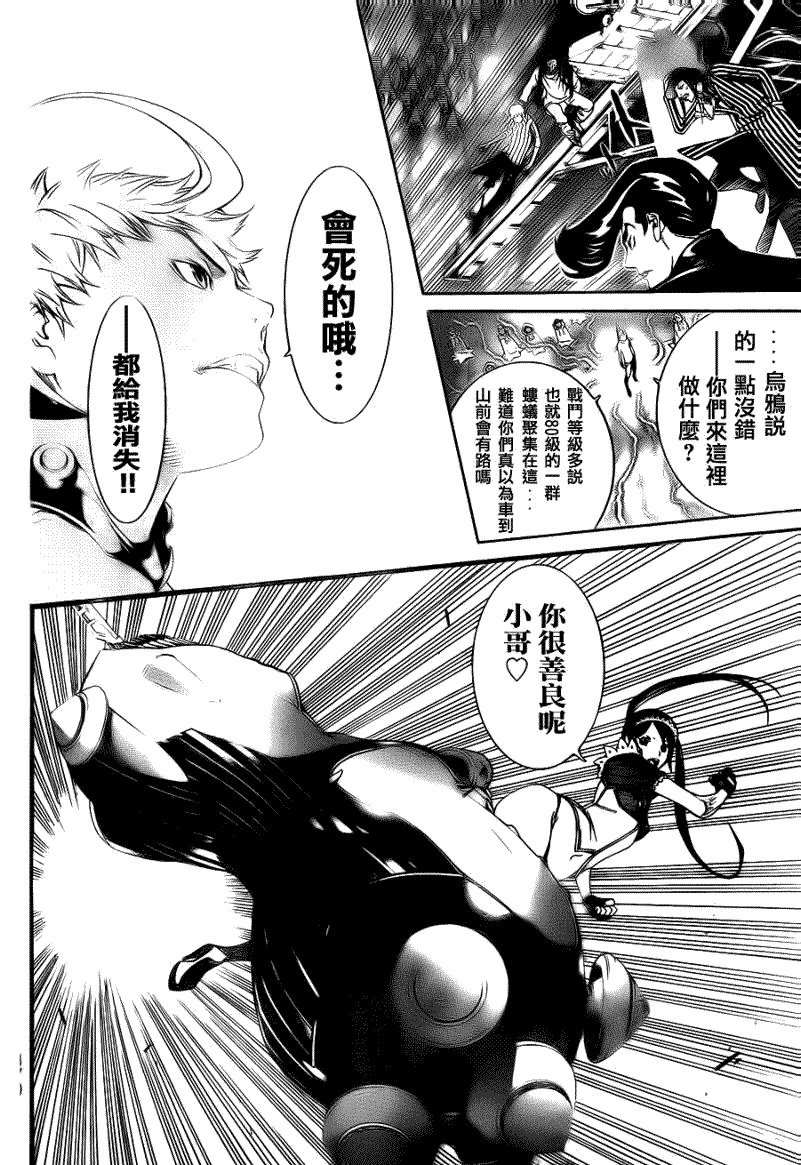 ‥‥烏鴉說
的一點沒錯
──你們來這裡
做什麼?
戰鬥等級多説
也就80級的一群
螻蟻聚集在這‥‥
難道你們真以為車到
山前會有路嗎
會死的哦‥‥
──都給我消失!!
你很善良呢
小哥♡